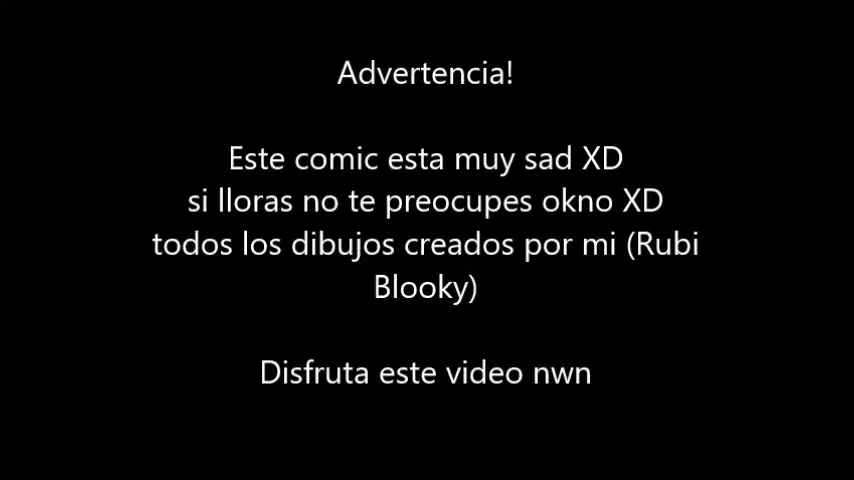 Advertencia!
Este comic esta muy sad XD
si lloras no te preocupes okno XD
todos los dibujos creados por mi (Rubi
Blooky)
Disfruta este video nwn